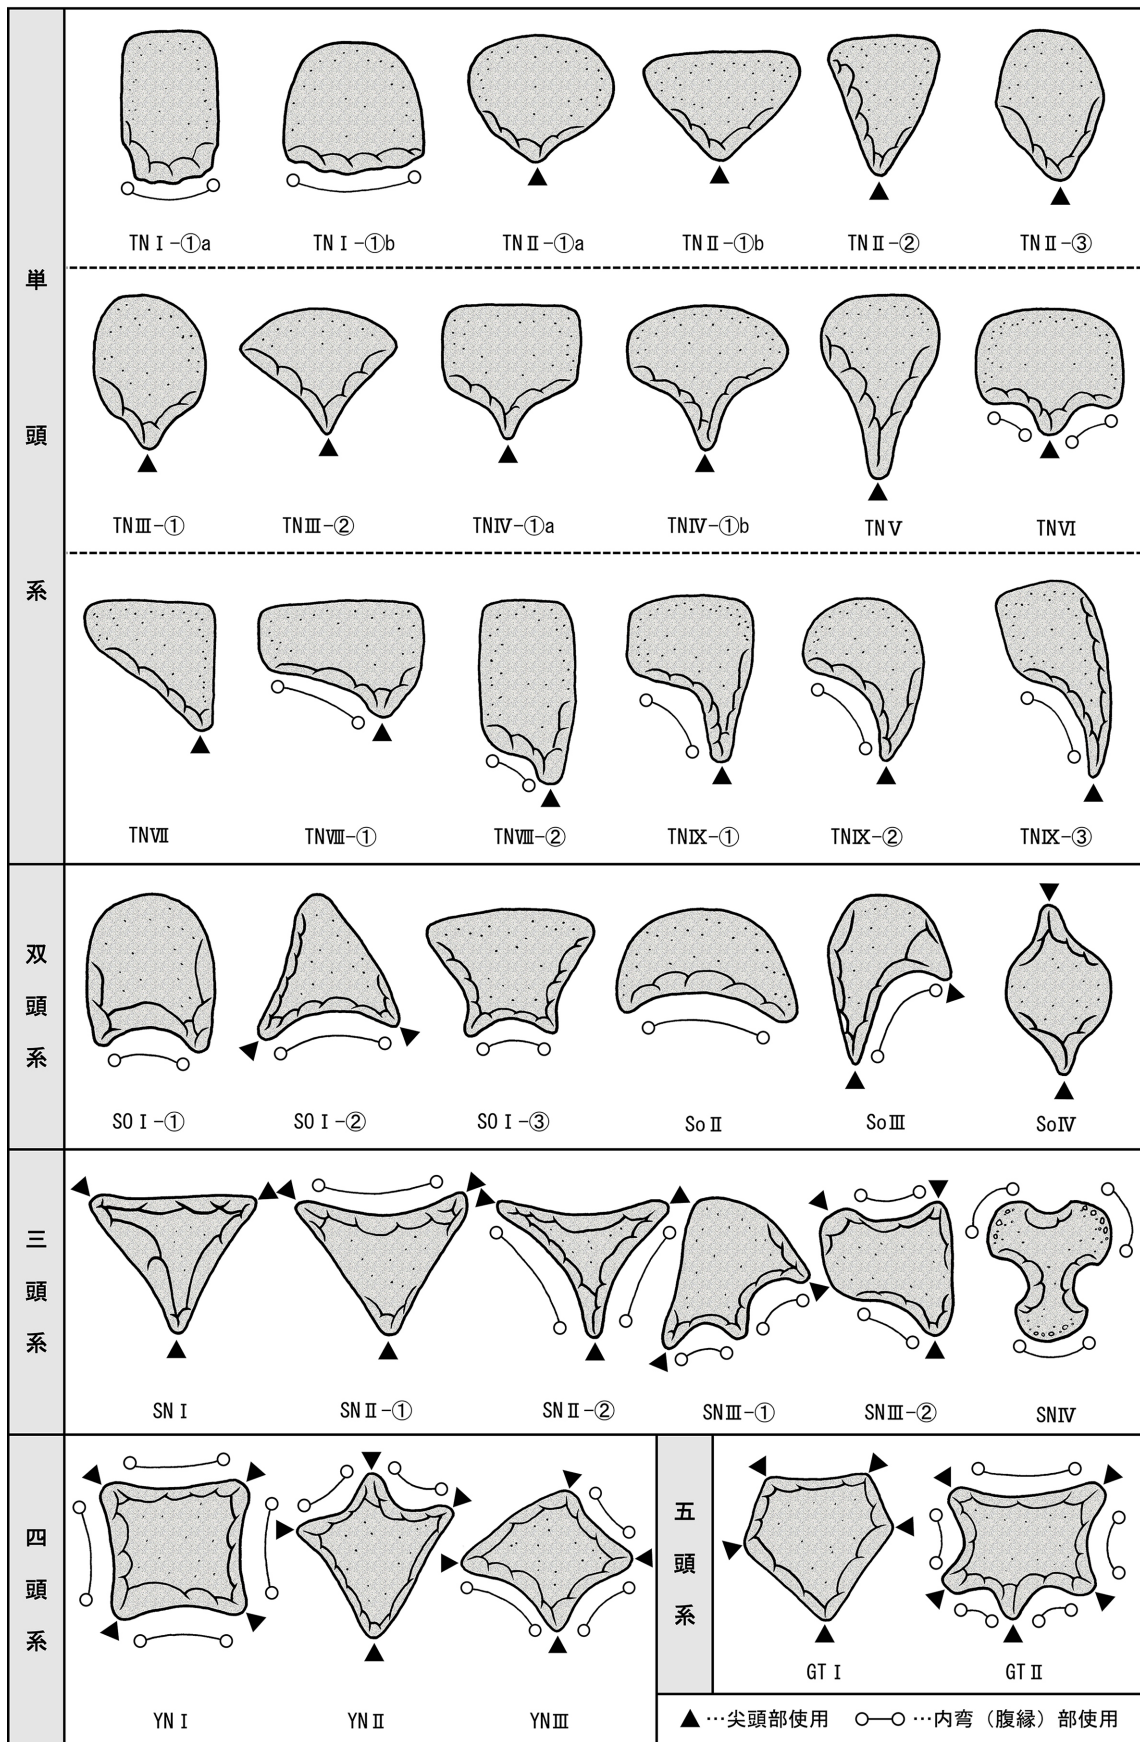 単頭系
TNⅠ-①a TNⅠ-①b TNⅡ-①a TNⅡ-①b TNⅡ-② TNⅡ-③
TNⅢ-① TNⅢ-② TNⅣ-①a TNⅣ-①b TNⅤ TNⅥ
TNⅦ TNⅧ-① TNⅧ-② TNⅨ-① TNⅨ-② TNⅨ-③
双頭系
SOⅠ-① SOⅠ-② SOⅠ-③ SoⅡ SoⅢ SoⅣ
三頭系
SNⅠ SNⅡ-① SNⅡ-② SNⅢ-① SNⅢ-② SNⅣ
四頭系
YNⅠ YNⅡ YNⅢ
五頭系
GTⅠ GTⅡ
▲…尖頭部使用 ○─○…内弯（腹縁）部使用